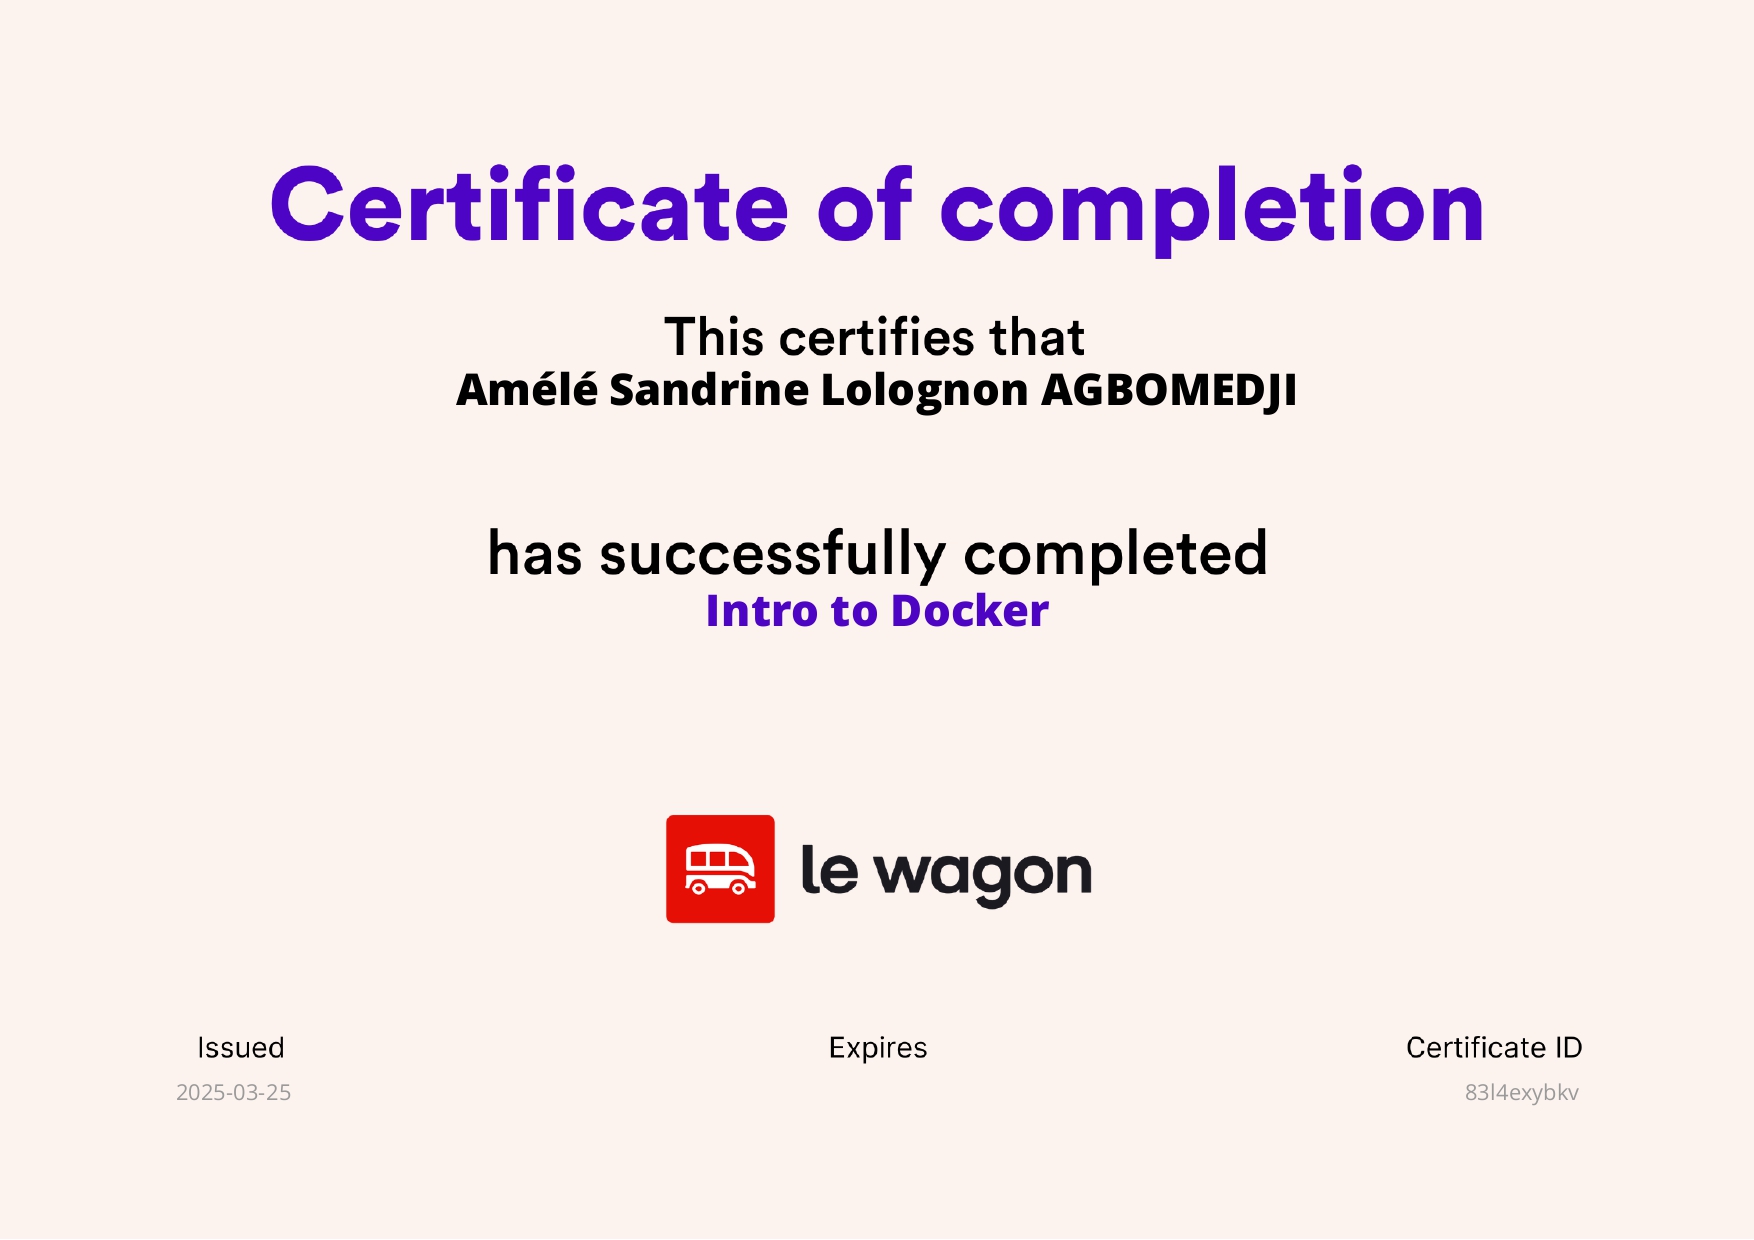 Certificate of completion
This certifies that
Amélé Sandrine Lolognon AGBOMEDJI
has successfully completed
Intro to Docker
le wagon
Issued
Expires
Certificate ID
2025-03-25
83l4exybkv